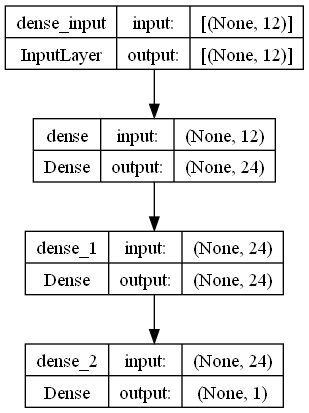 dense_input input: [(None, 12)]
InputLayer output: [(None, 12)]
dense input: (None, 12)
Dense output: (None, 24)
dense_1 input: (None, 24)
Dense output: (None, 24)
dense_2 input: (None, 24)
Dense output: (None, 1)